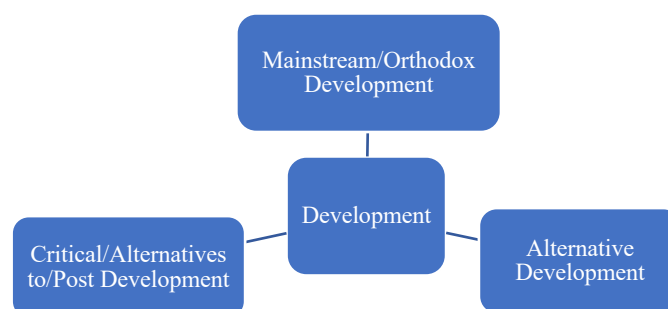 Mainstream/Orthodox
Development
Development
Critical/Alternatives
to/Post Development
Alternative
Development